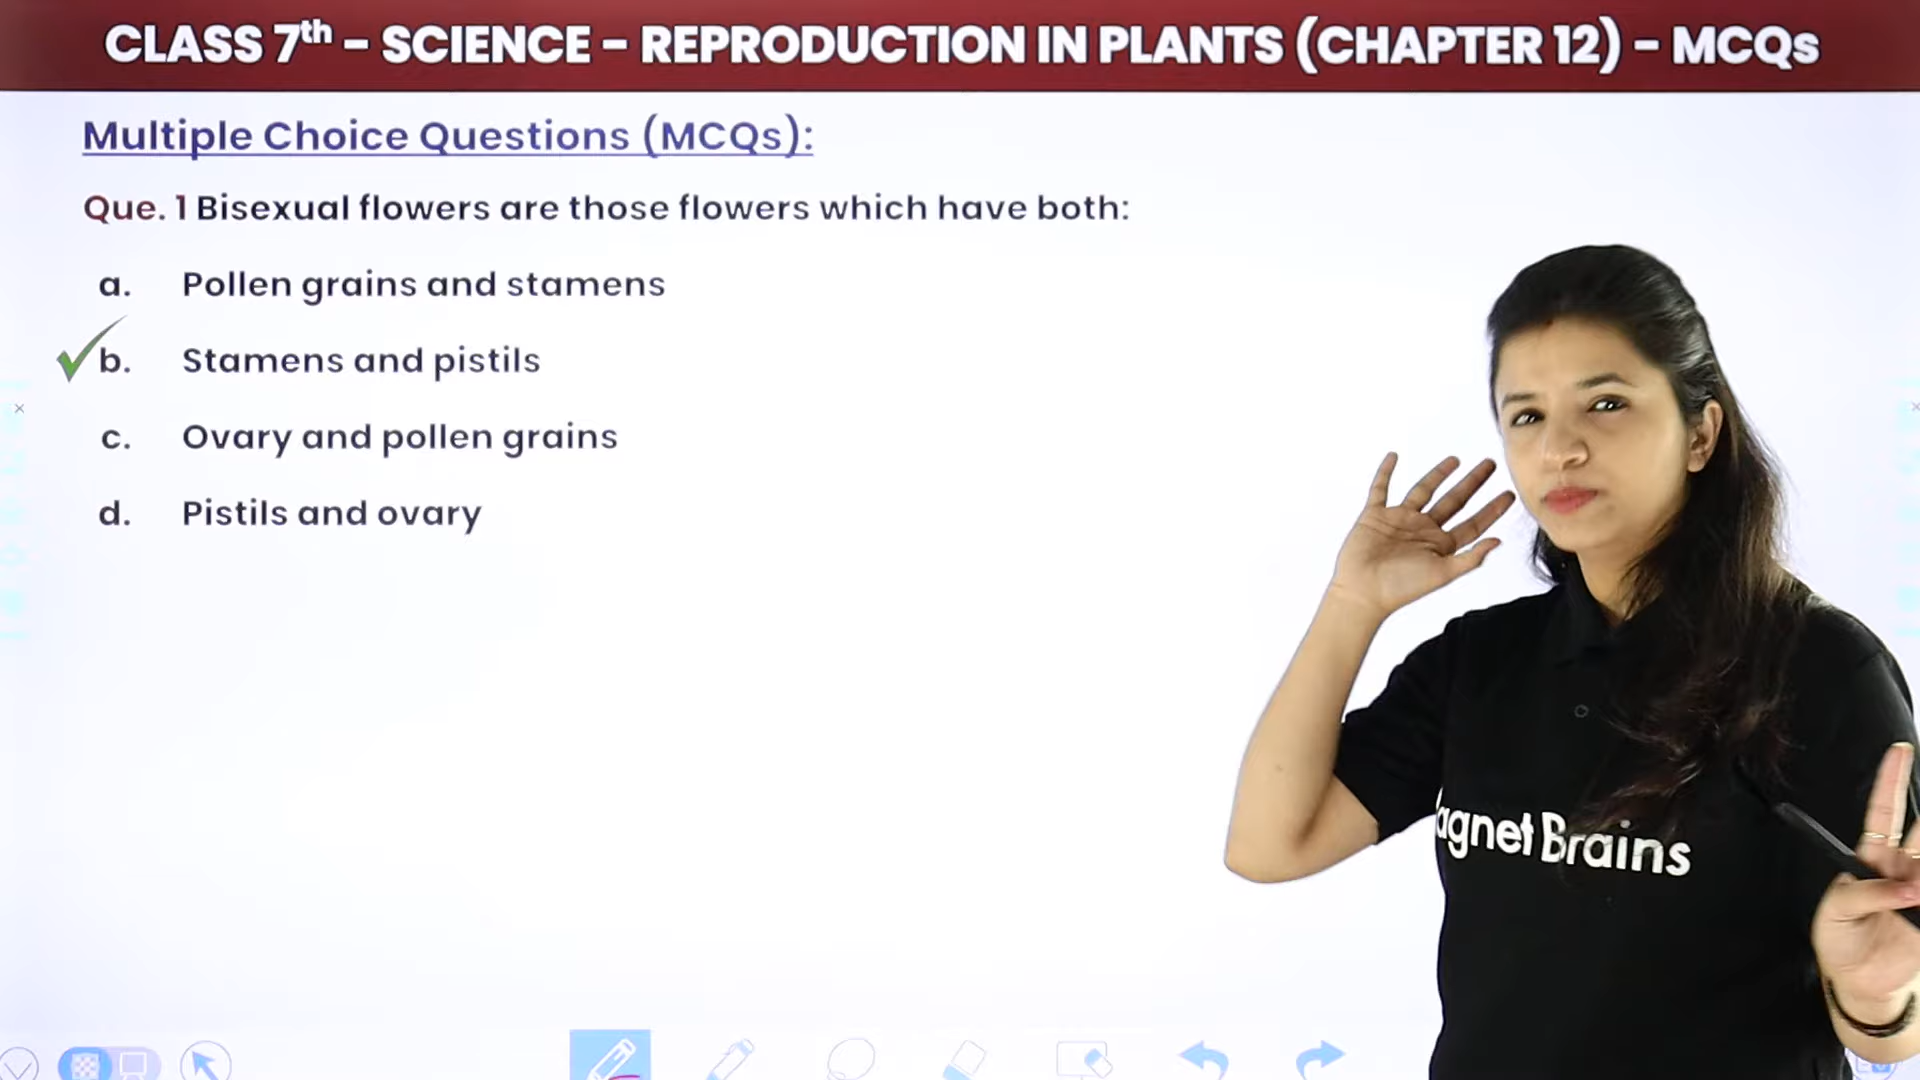 CLASS 7th – SCIENCE – REPRODUCTION IN PLANTS (CHAPTER 12) – MCQs
Multiple Choice Questions (MCQs):
Que. 1 Bisexual flowers are those flowers which have both:
a. Pollen grains and stamens
b. Stamens and pistils
c. Ovary and pollen grains
d. Pistils and ovary
agnet Brains